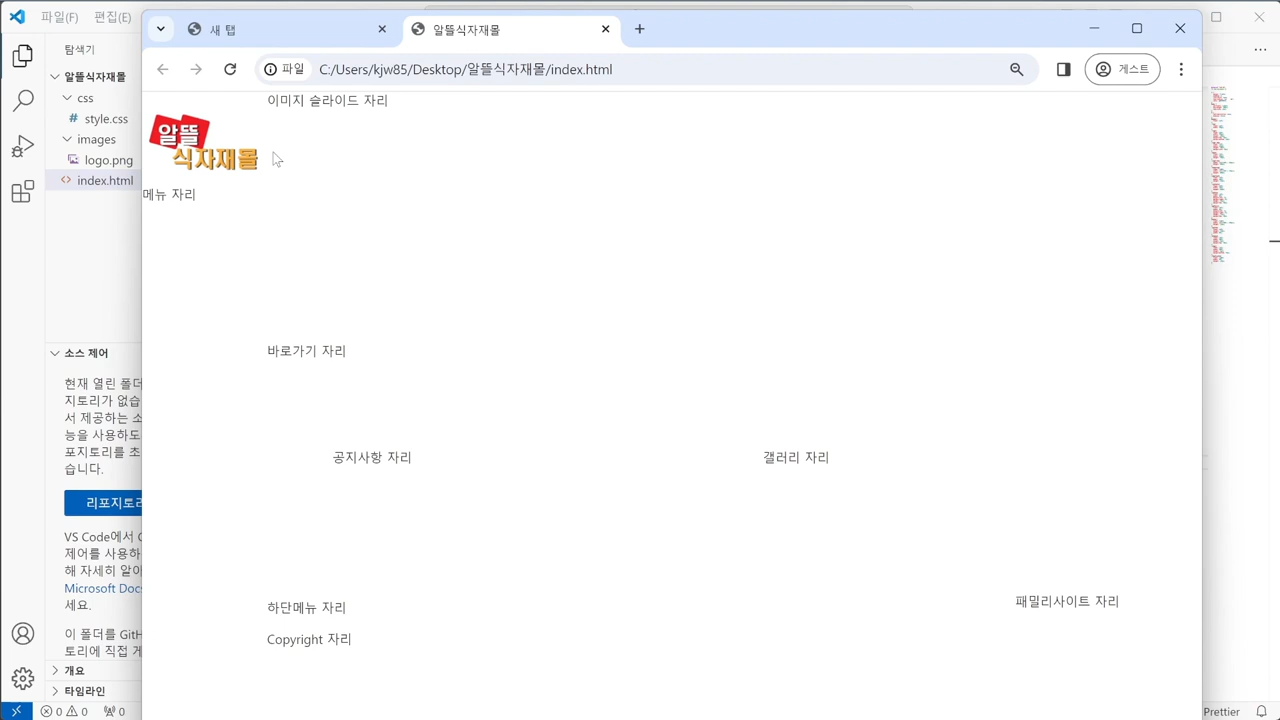 파일(F) 편집(E)
새 탭
알뜰식자재몰
파일 C:/Users/kjw85/Desktop/알뜰식자재몰/index.html
게스트
탐색기
알뜰식자재몰
css
style.css
logo.png
소스 제어
현재 열린 폴더
지토리가 없습
서 제공하는 소
능을 사용하도
포지토리를 초
습니다.
리포지토리
VS Code에서
제어를 사용하
해 자세히 알아
Microsoft Docs
세요.
이 폴더를 GitH
토리에 직접 게
개요
타임라인
0 0 0
이미지 슬라이드 자리
알뜰
식자재몰
메뉴 자리
바로가기 자리
공지사항 자리
갤러리 자리
하단메뉴 자리
패밀리사이트 자리
Copyright 자리
Prettier